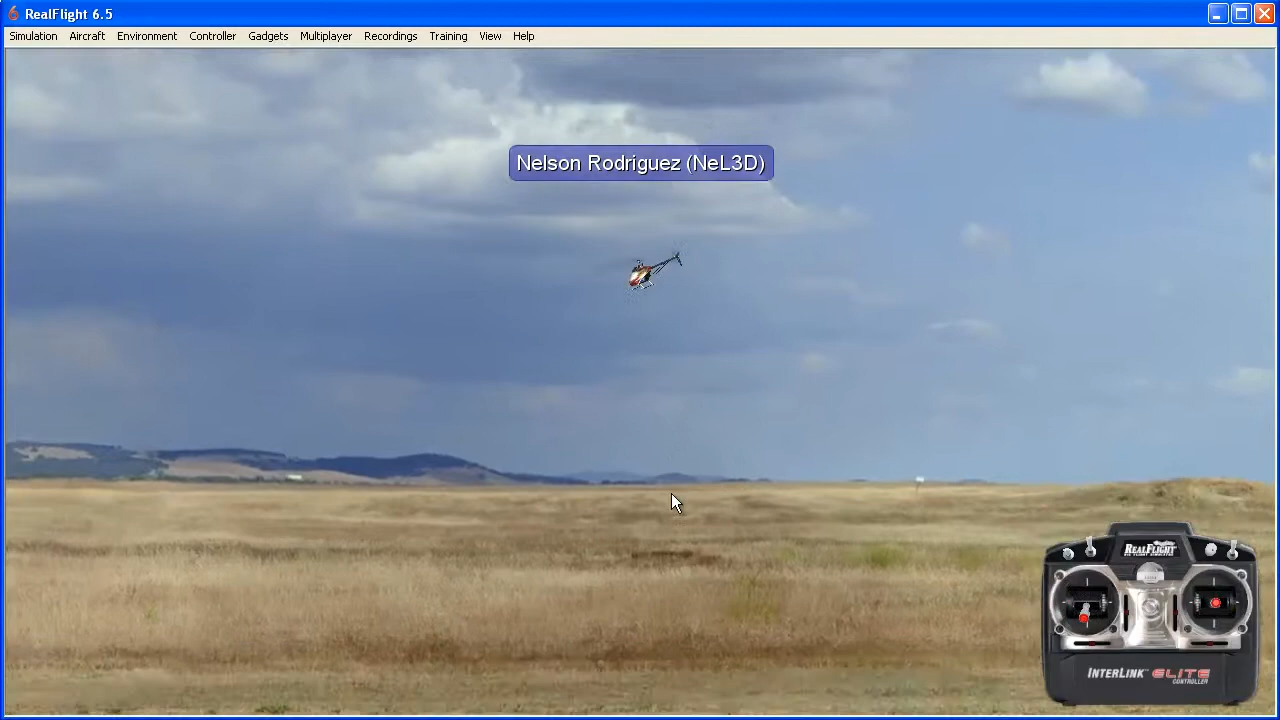 RealFlight 6.5
Simulation Aircraft Environment Controller Gadgets Multiplayer Recordings Training View Help
Nelson Rodriguez (NeL3D)
REALFLIGHT
INTERLINK ELITE
CONTROLLER